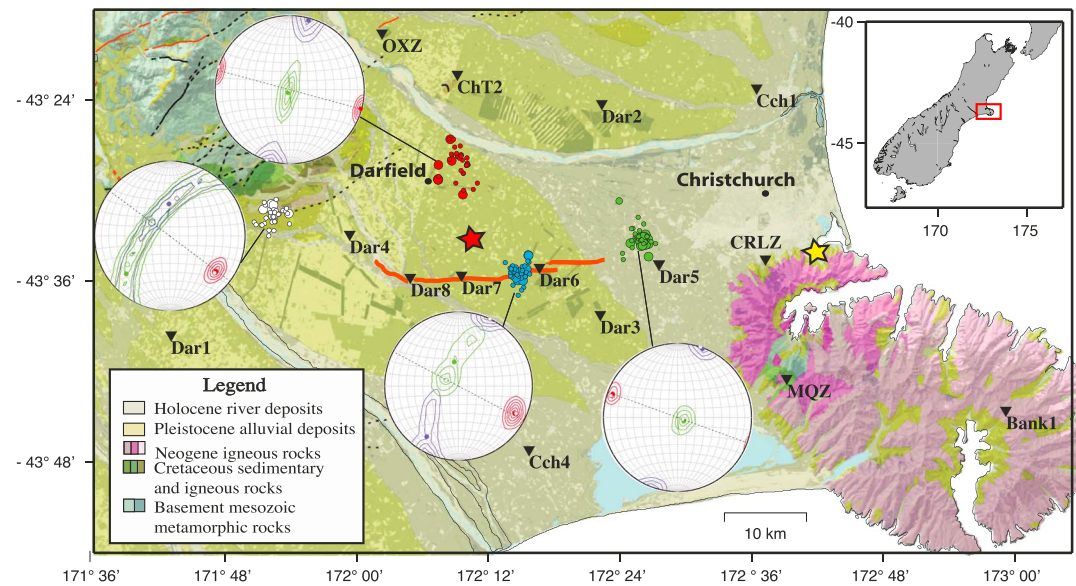 OXZ
-40
ChT2
- 43° 24'
Dar2
Cch1
-45
Darfield
Christchurch
170
175
Dar4
CRLZ
- 43° 36'
Dar8
Dar7
Dar6
Dar5
Dar3
Dar1
Legend
Holocene river deposits
Pleistocene alluvial deposits
Neogene igneous rocks
Cretaceous sedimentary
and igneous rocks
Basement mesozoic
metamorphic rocks
MQZ
Bank1
- 43° 48'
Cch4
10 km
171° 36'
171° 48'
172° 00'
172° 12'
172° 24'
172° 36'
172° 48'
173° 00'